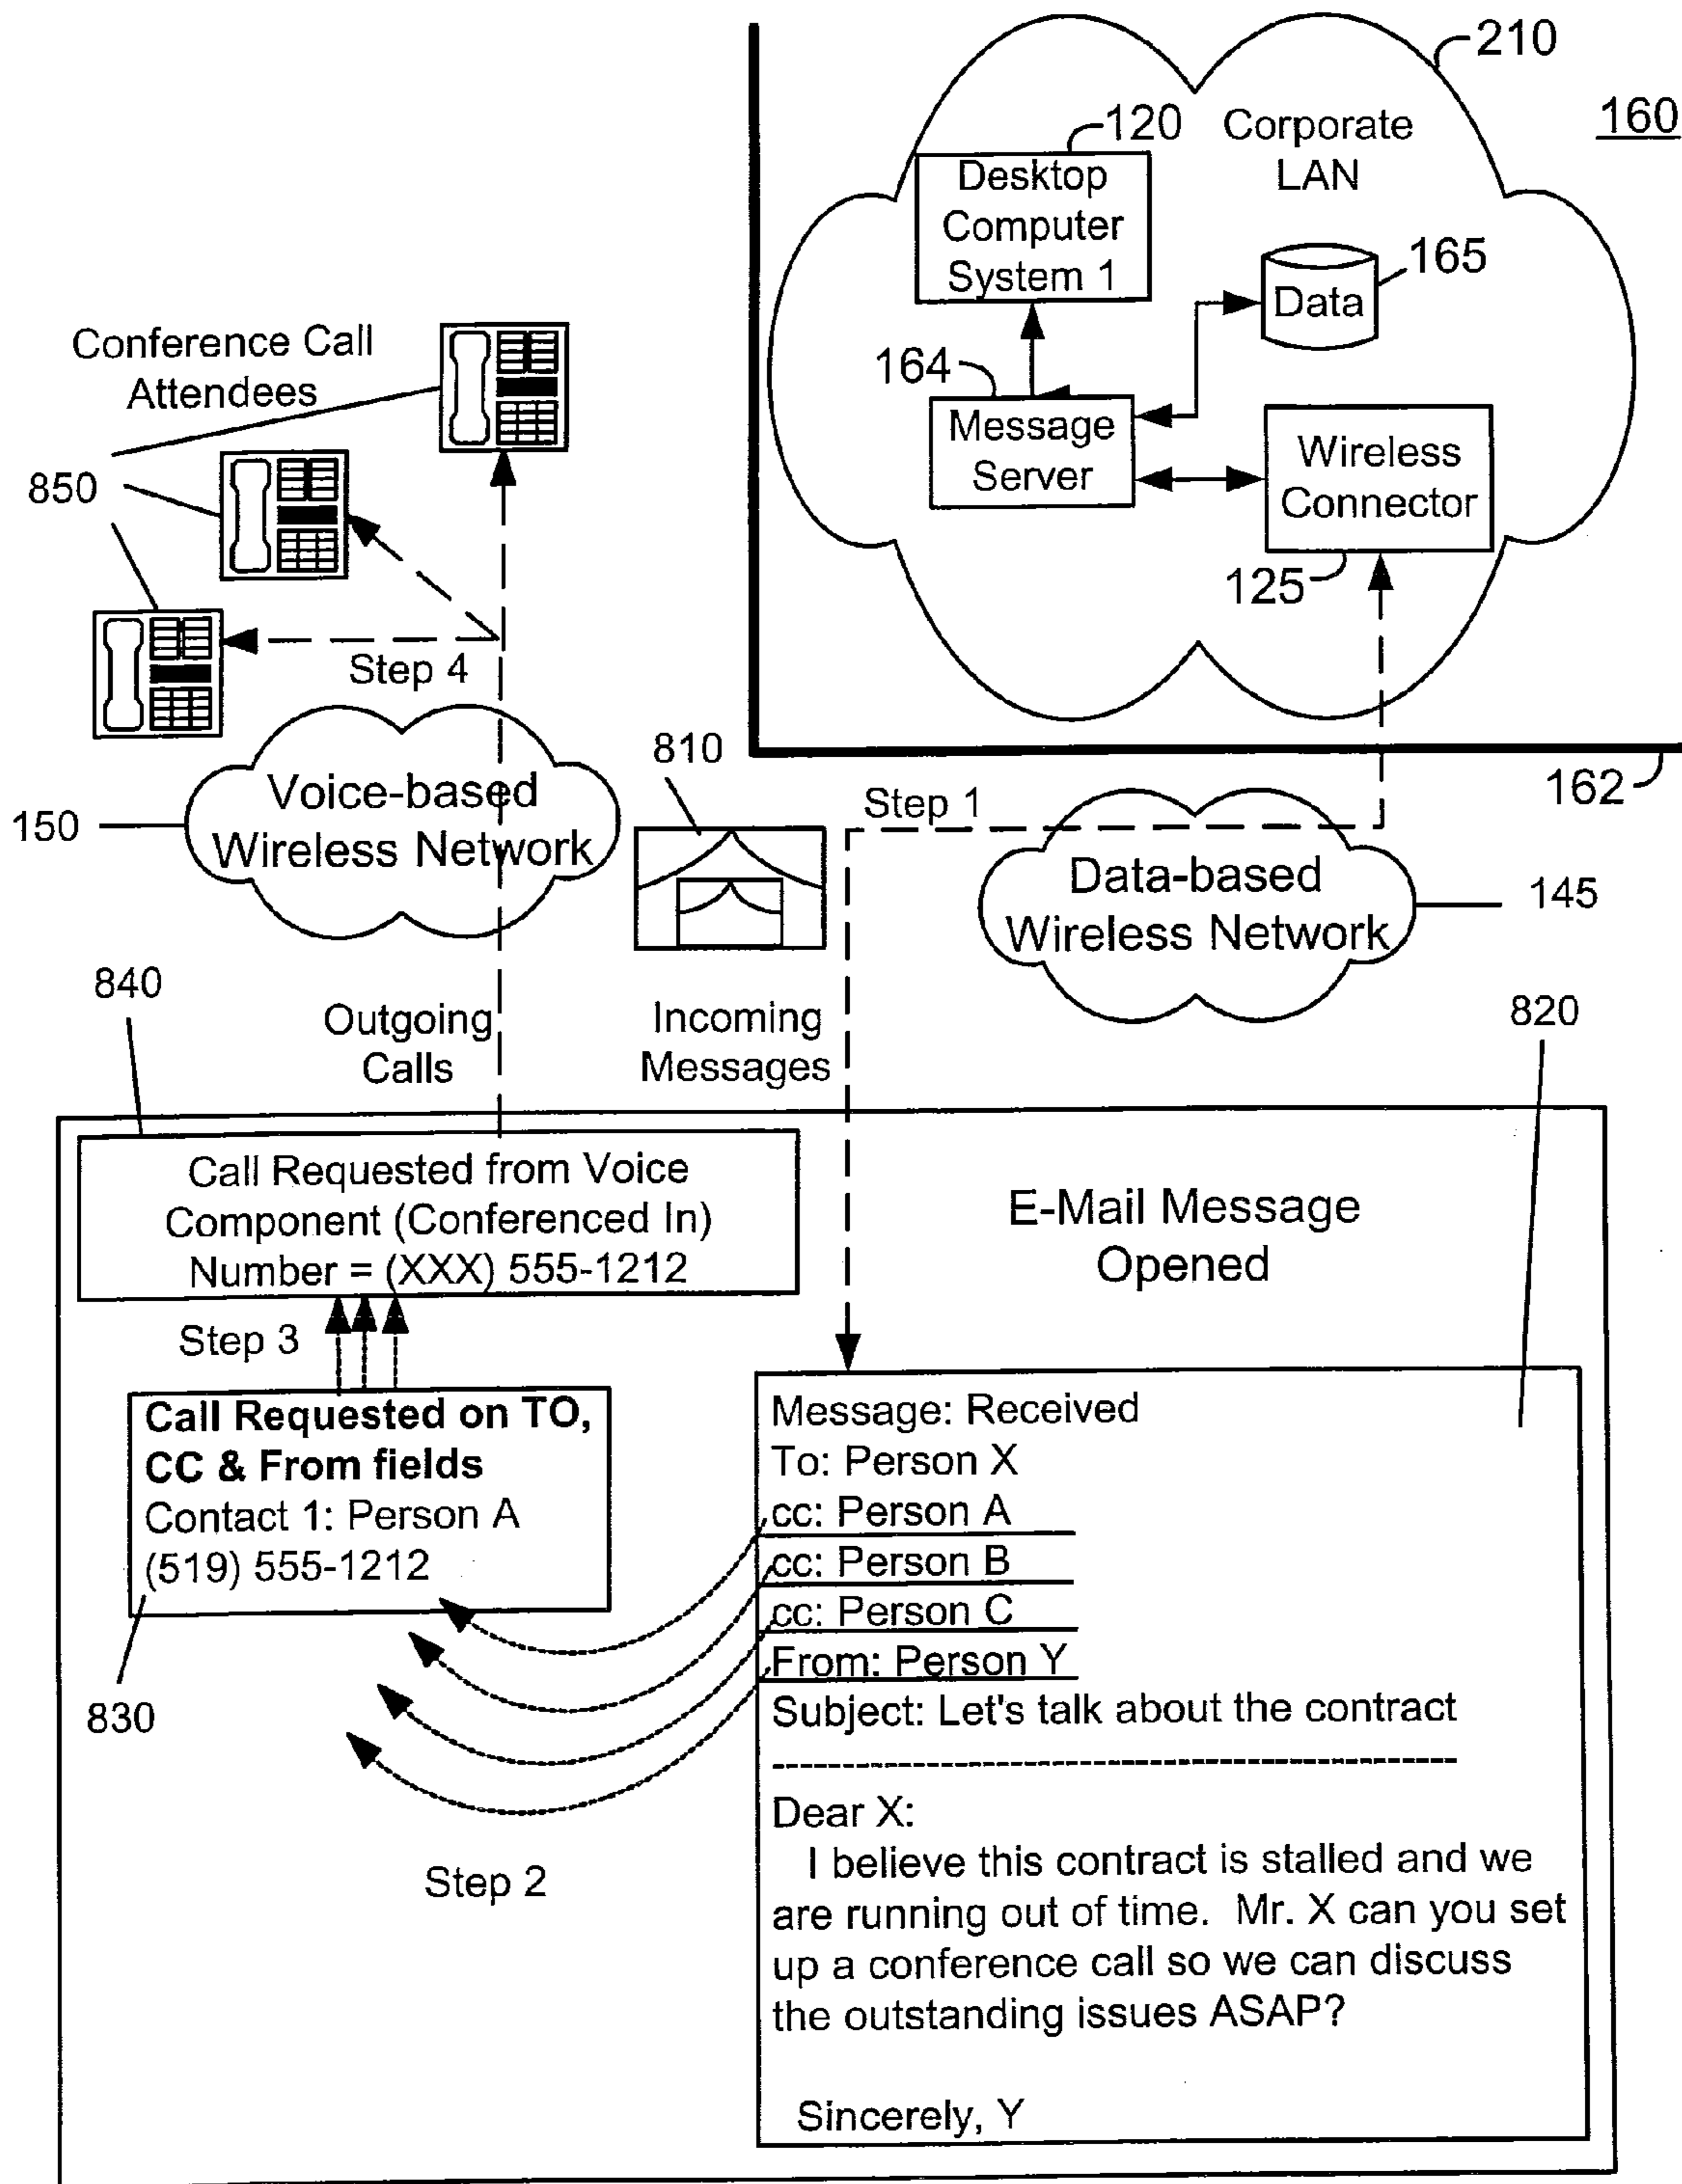 210
160
120
Corporate
LAN
Desktop
Computer
System 1
165
Data
164
Message
Server
Wireless
Connector
125
162
Conference Call
Attendees
850
Step 4
Voice-based
Wireless Network
150
810
Step 1
Data-based
Wireless Network
145
840
Outgoing
Calls
Incoming
Messages
820
Call Requested from Voice
Component (Conferenced In)
Number = (XXX) 555-1212
E-Mail Message
Opened
Step 3
Call Requested on TO,
CC & From fields
Contact 1: Person A
(519) 555-1212
830
Step 2
Message: Received
To: Person X
cc: Person A
cc: Person B
cc: Person C
From: Person Y
Subject: Let's talk about the contract
Dear X:
I believe this contract is stalled and we
are running out of time. Mr. X can you set
up a conference call so we can discuss
the outstanding issues ASAP?
Sincerely, Y